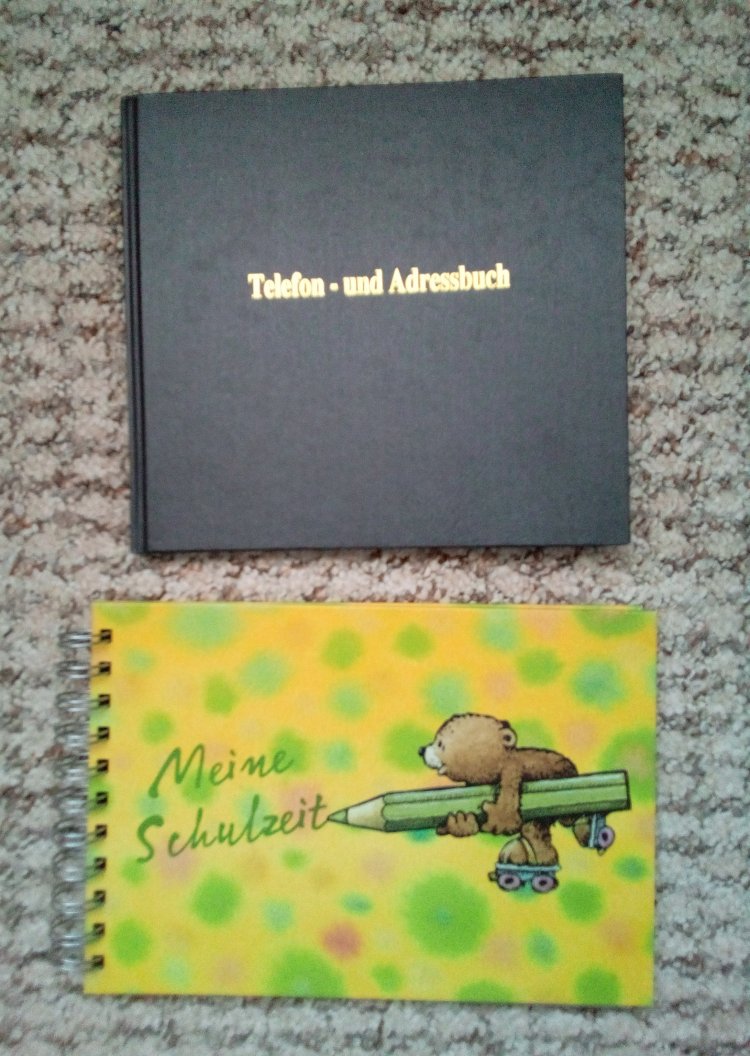 Telefon - und Adressbuch
Meine
Schulzeit